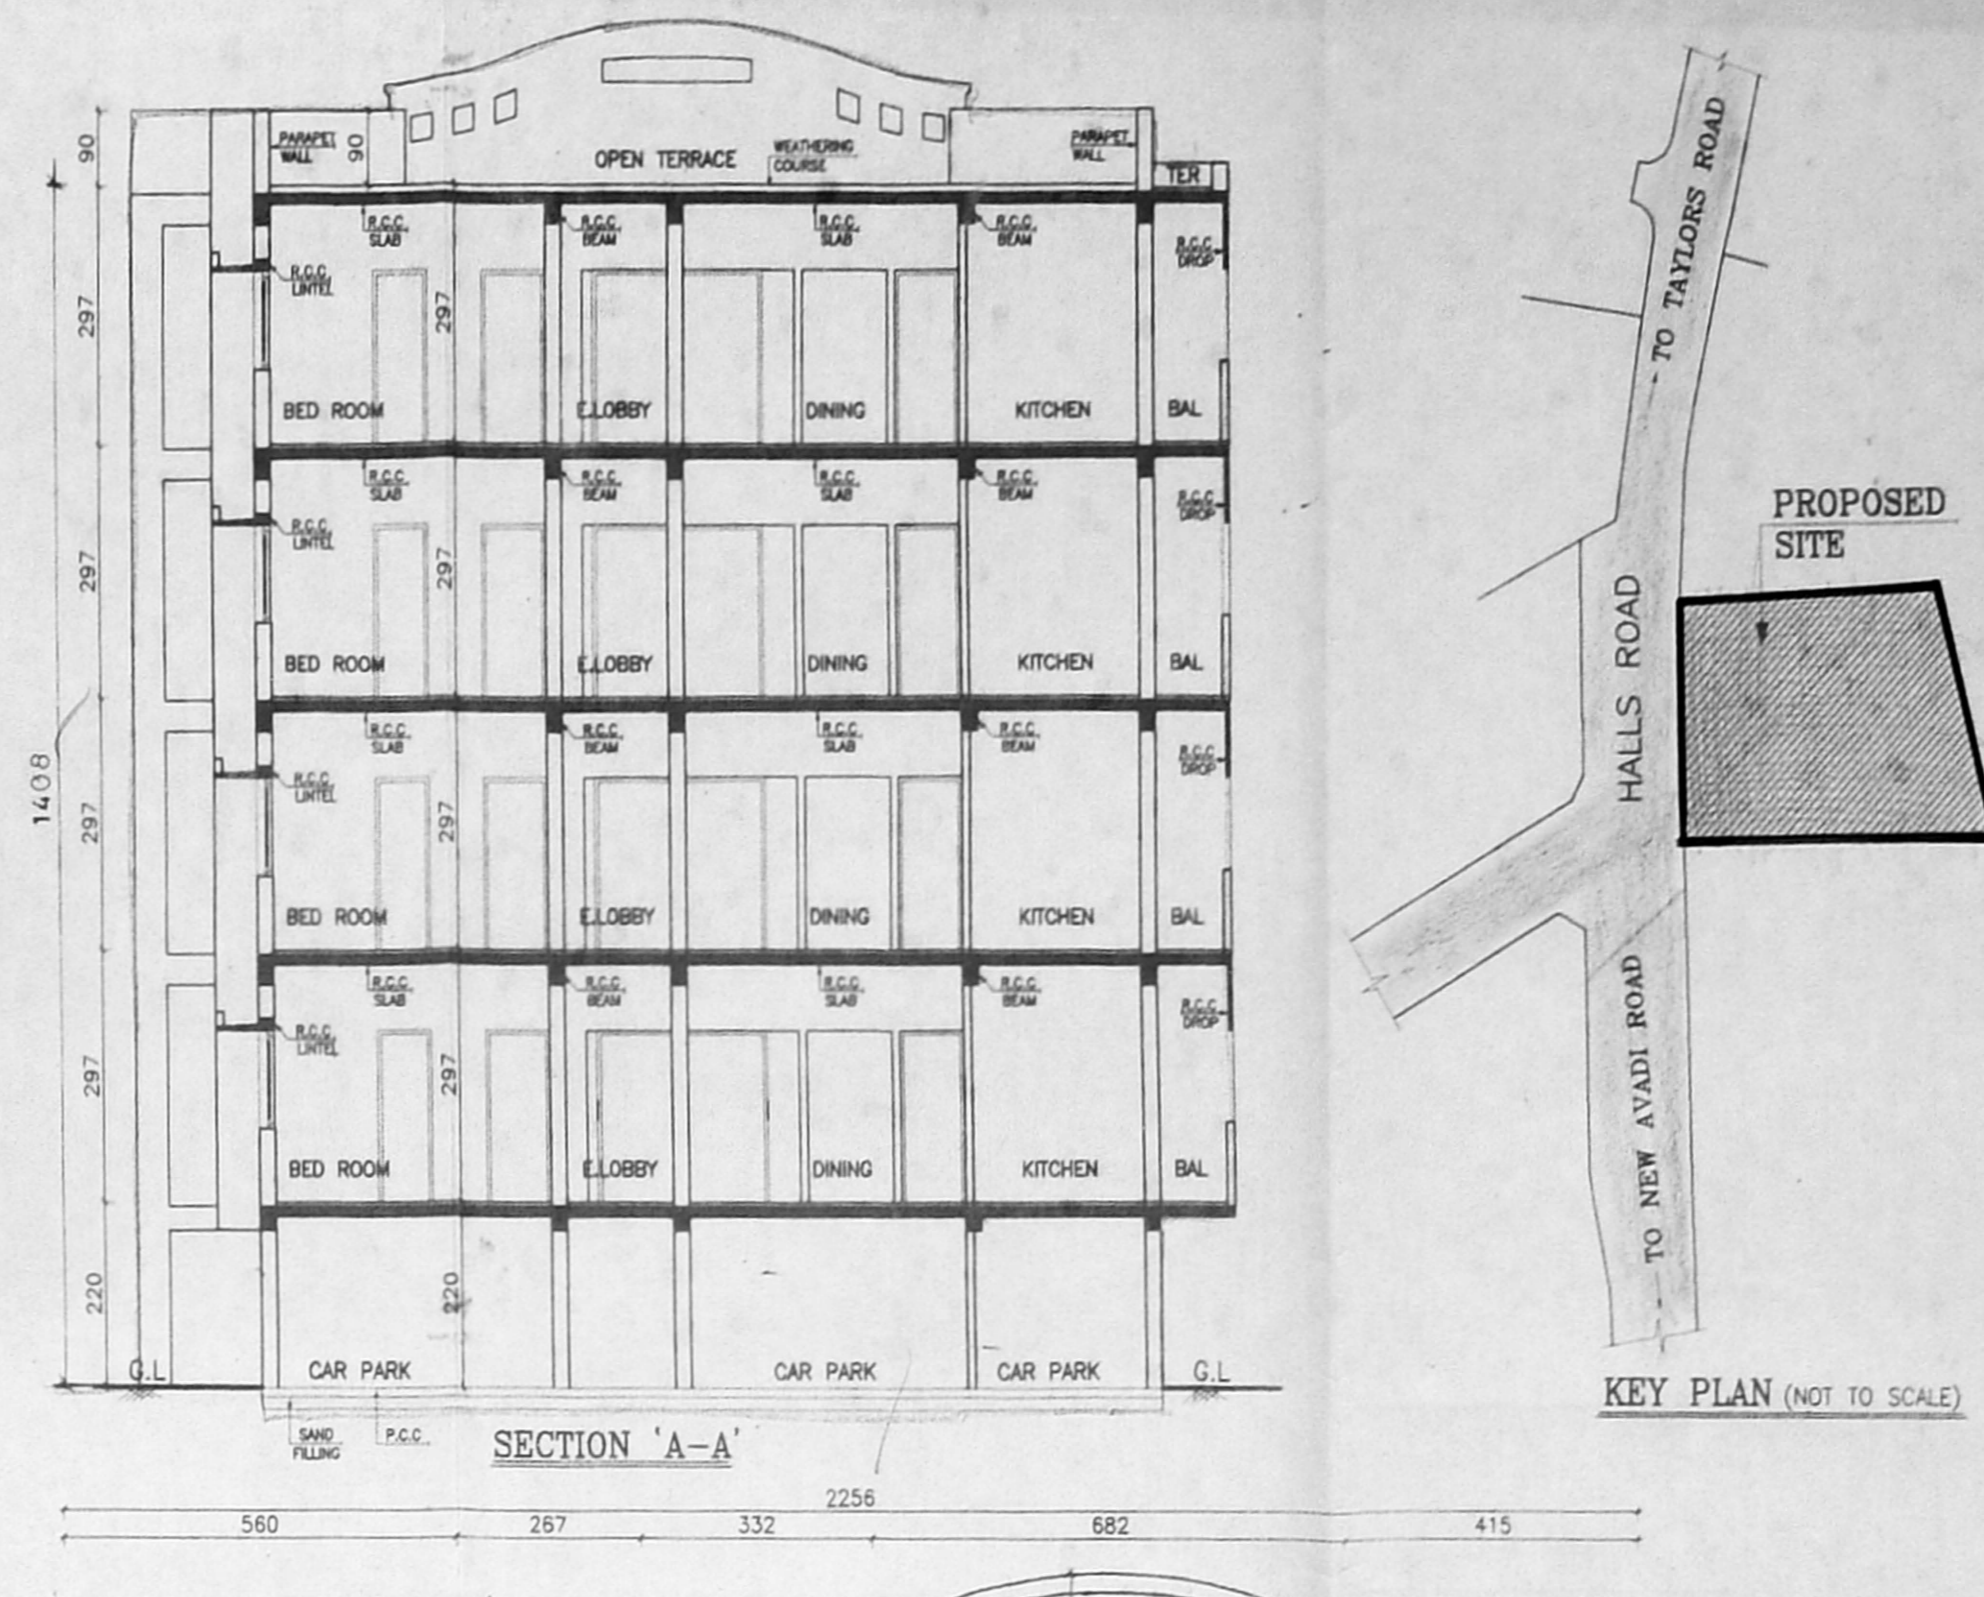 90
PARAPET
WALL
90
OPEN TERRACE
WEATHERING
COURSE
PARAPET
WALL
TER
R.C.C.
SLAB
R.C.C.
BEAM
R.C.C.
SLAB
R.C.C.
BEAM
R.C.C.
DROP
R.C.C.
LINTEL
297
297
BED ROOM
E.LOBBY
DINING
KITCHEN
BAL
R.C.C.
SLAB
R.C.C.
BEAM
R.C.C.
SLAB
R.C.C.
BEAM
R.C.C.
DROP
R.C.C.
LINTEL
297
297
BED ROOM
E.LOBBY
DINING
KITCHEN
BAL
R.C.C.
SLAB
R.C.C.
BEAM
R.C.C.
SLAB
R.C.C.
BEAM
R.C.C.
DROP
R.C.C.
LINTEL
1408
297
297
BED ROOM
E.LOBBY
DINING
KITCHEN
BAL
R.C.C.
SLAB
R.C.C.
BEAM
R.C.C.
SLAB
R.C.C.
BEAM
R.C.C.
DROP
R.C.C.
LINTEL
297
297
BED ROOM
E.LOBBY
DINING
KITCHEN
BAL
220
220
G.L
CAR PARK
CAR PARK
CAR PARK
G.L
SAND
FILLING
P.C.C.
SECTION 'A-A'
2256
560
267
332
682
415
TO TAYLORS ROAD
PROPOSED
SITE
HALLS ROAD
TO NEW AVADI ROAD
KEY PLAN (NOT TO SCALE)